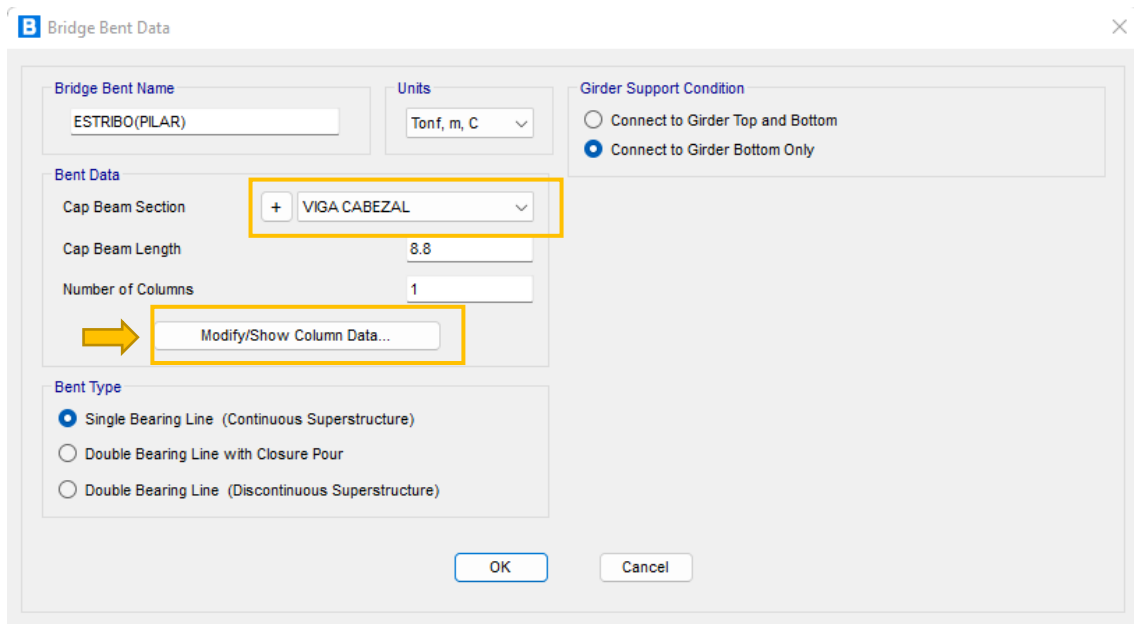 B Bridge Bent Data
Bridge Bent Name
ESTRIBO(PILAR)
Units
Tonf, m, C
Girder Support Condition
Connect to Girder Top and Bottom
Connect to Girder Bottom Only
Bent Data
Cap Beam Section + VIGA CABEZAL
Cap Beam Length 8.8
Number of Columns 1
Modify/Show Column Data...
Bent Type
Single Bearing Line (Continuous Superstructure)
Double Bearing Line with Closure Pour
Double Bearing Line (Discontinuous Superstructure)
OK Cancel